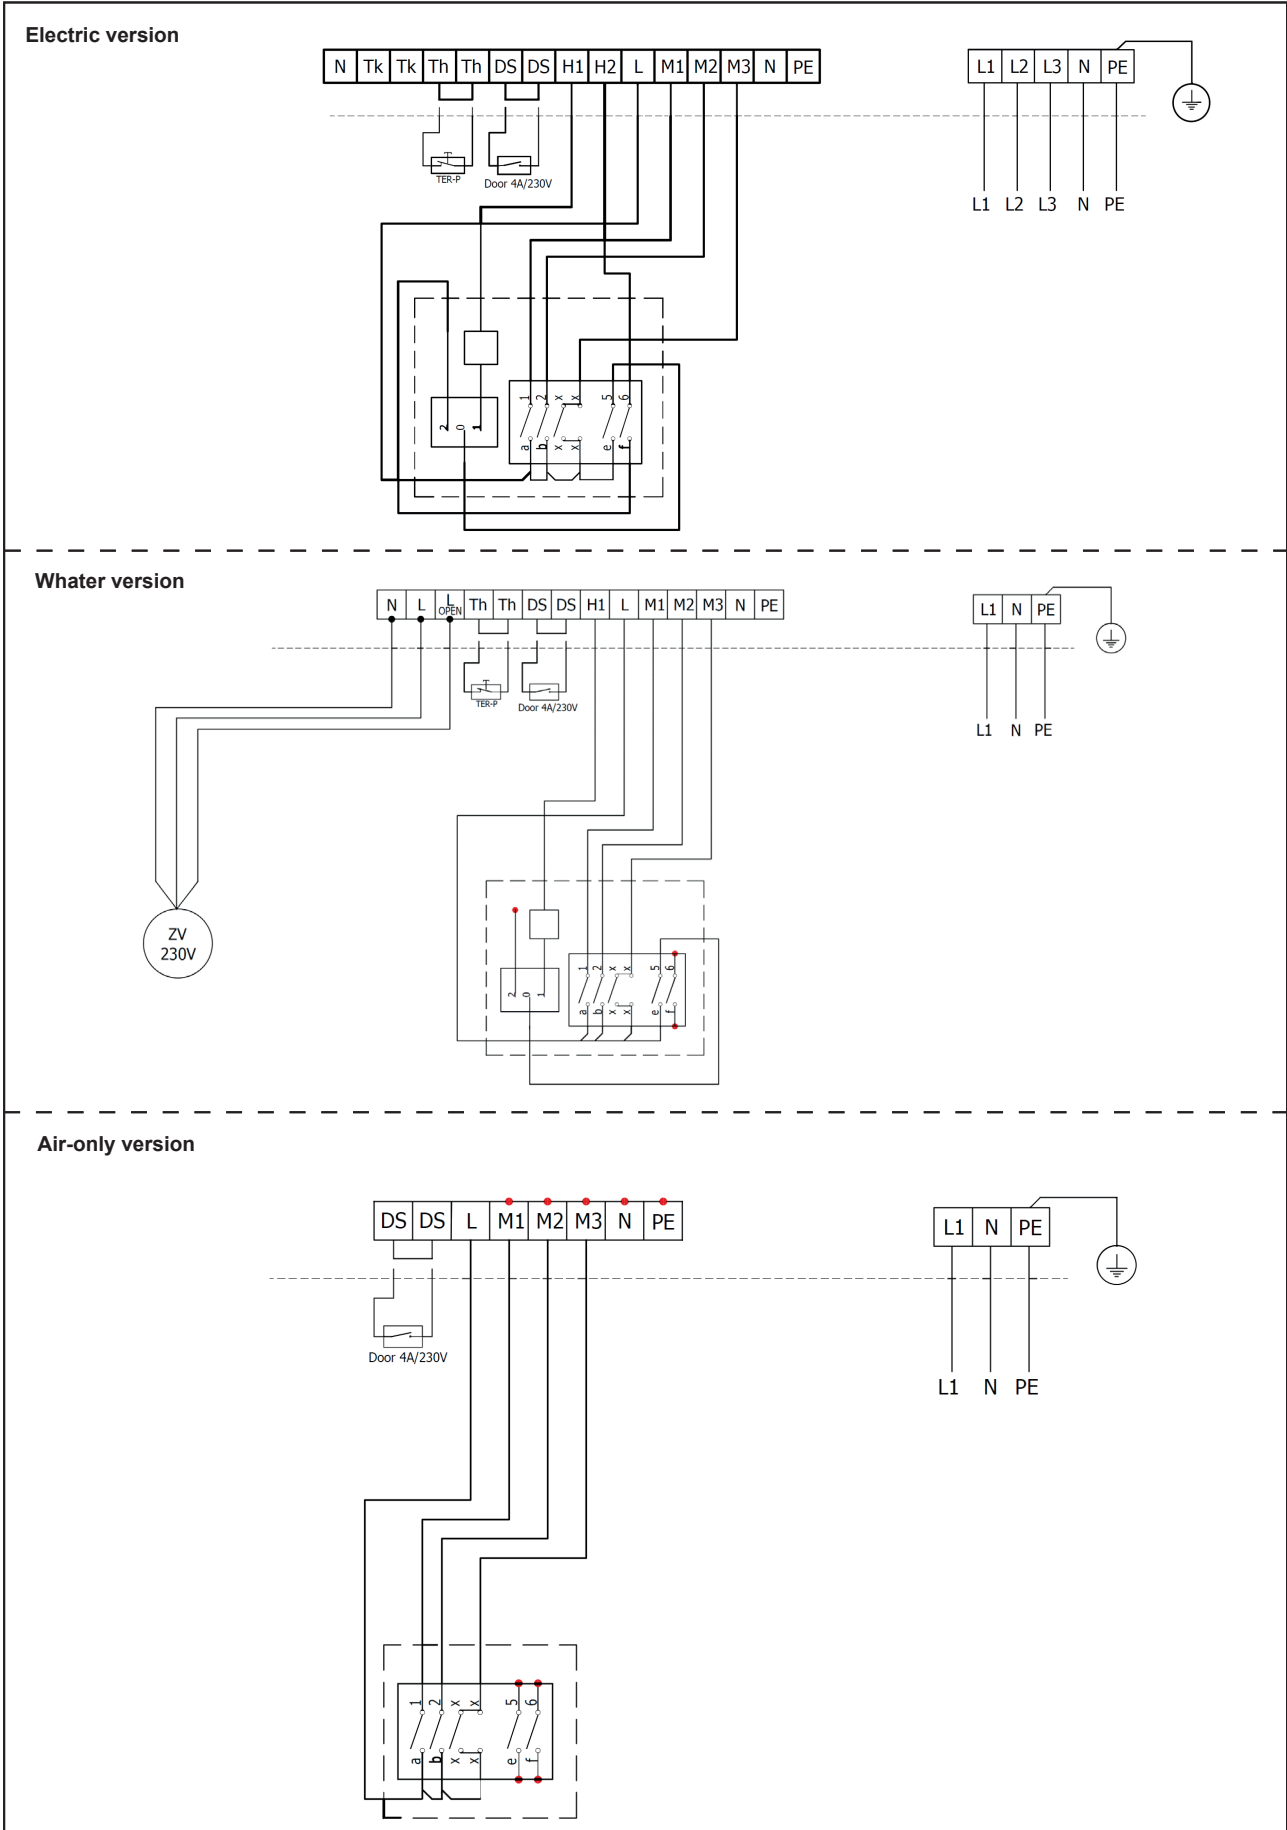 Electric version
N Tk Tk Th Th DS DS H1 H2 L M1 M2 M3 N PE
L1 L2 L3 N PE
TER-P
Door 4A/230V
L1 L2 L3 N PE
1 2 x x 5 6
2 0 1
a b x x e f
Whater version
N L L OPEN Th Th DS DS H1 L M1 M2 M3 N PE
L1 N PE
TER-P
Door 4A/230V
L1 N PE
ZV
230V
1 2 x x 5 6
2 0 1
a b x x e f
Air-only version
DS DS L M1 M2 M3 N PE
L1 N PE
Door 4A/230V
L1 N PE
1 2 x x 5 6
a b x x e f